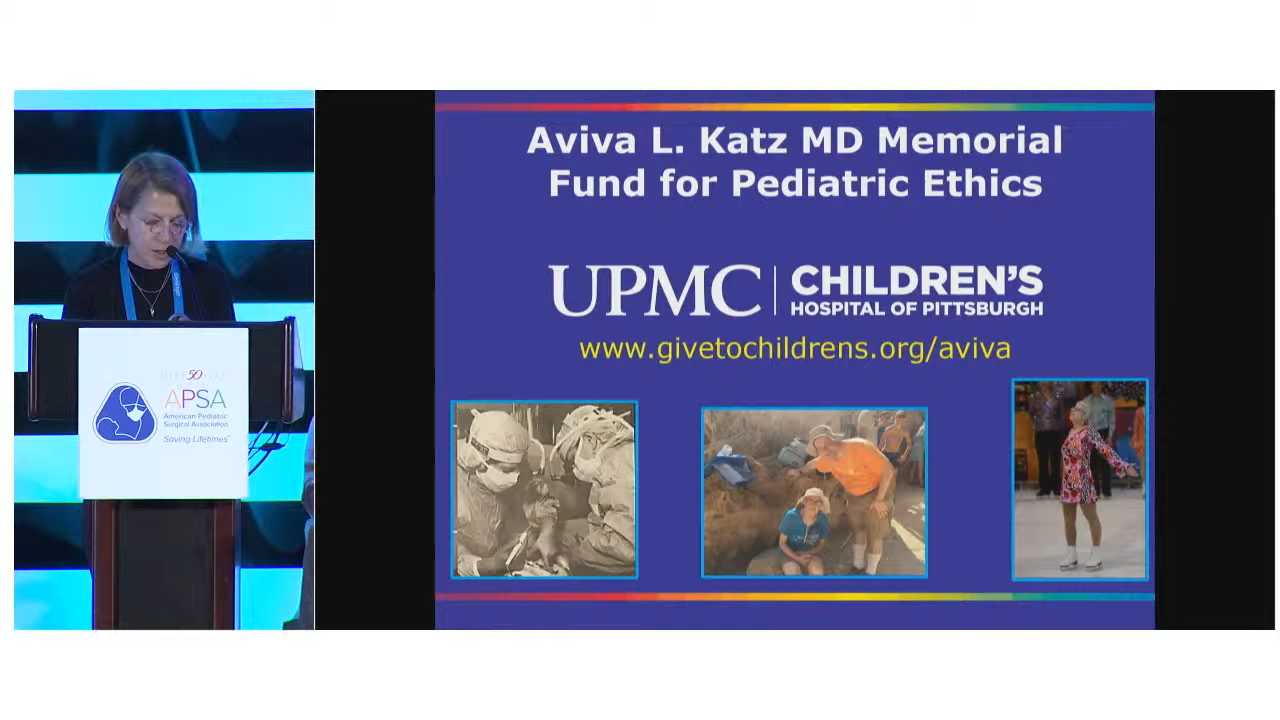 Aviva L. Katz MD Memorial
Fund for Pediatric Ethics
UPMC
CHILDREN'S
HOSPITAL OF PITTSBURGH
www.givetochildrens.org/aviva
50
APSA
American Pediatric
Surgical Association
Saving Lifetimes